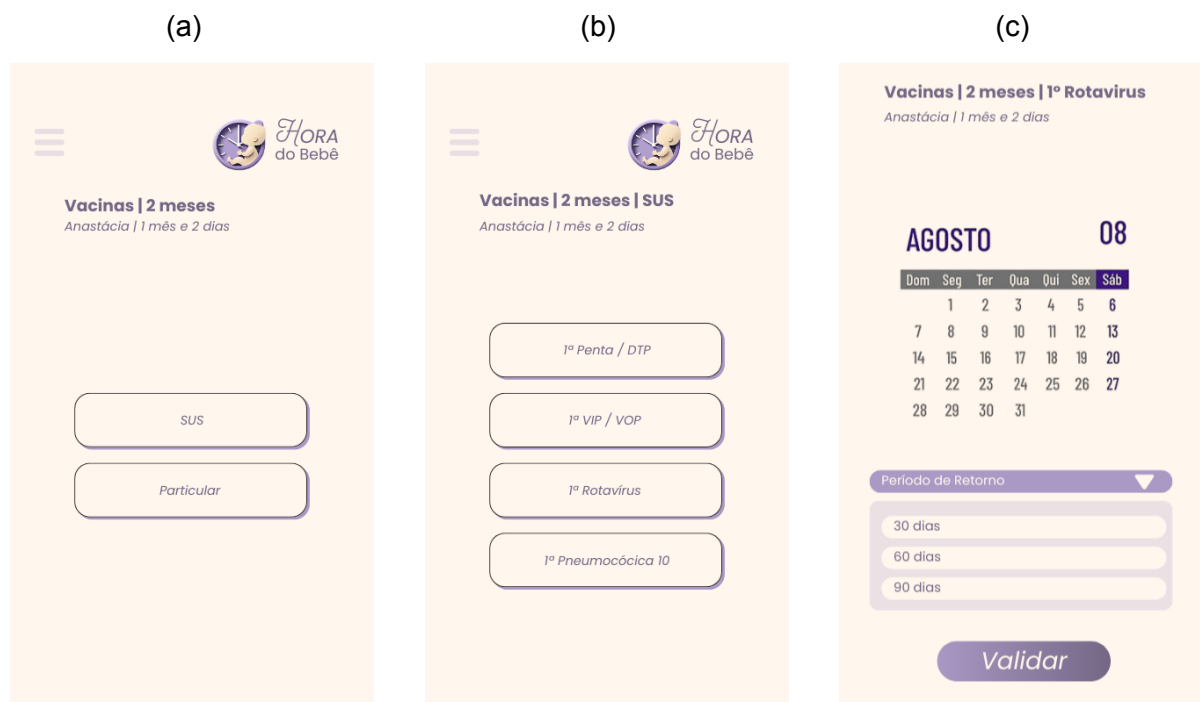 (a)
HORA
do Bebê
Vacinas | 2 meses
Anastácia | 1 mês e 2 dias
SUS
Particular
(b)
HORA
do Bebê
Vacinas | 2 meses | SUS
Anastácia | 1 mês e 2 dias
1ª Penta / DTP
1ª VIP / VOP
1ª Rotavírus
1ª Pneumocócica 10
(c)
Vacinas | 2 meses | 1º Rotavirus
Anastácia | 1 mês e 2 dias
AGOSTO 08
Dom Seg Ter Qua Qui Sex Sáb
1 2 3 4 5 6
7 8 9 10 11 12 13
14 15 16 17 18 19 20
21 22 23 24 25 26 27
28 29 30 31
Período de Retorno
30 dias
60 dias
90 dias
Validar